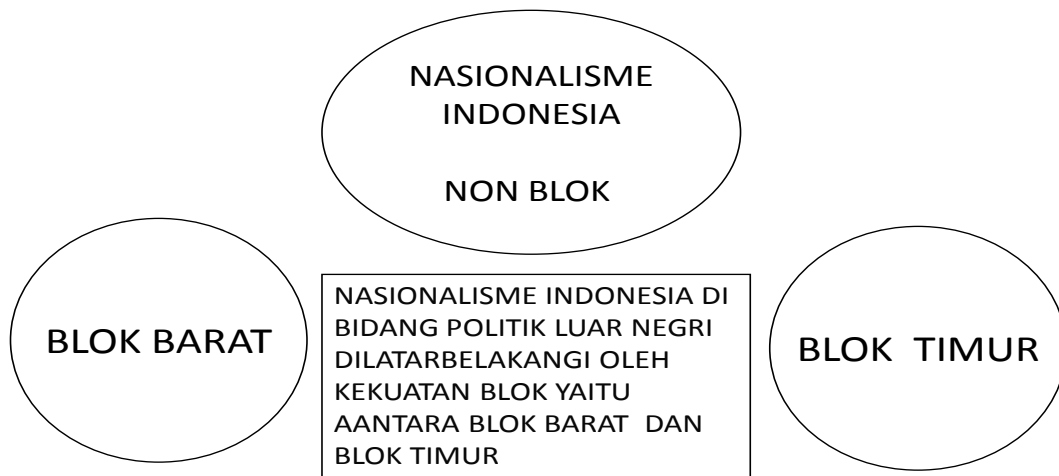 NASIONALISME
INDONESIA
NON BLOK
BLOK BARAT
NASIONALISME INDONESIA DI
BIDANG POLITIK LUAR NEGRI
DILATARBELAKANGI OLEH
KEKUATAN BLOK YAITU
AANTARA BLOK BARAT  DAN
BLOK TIMUR
BLOK  TIMUR